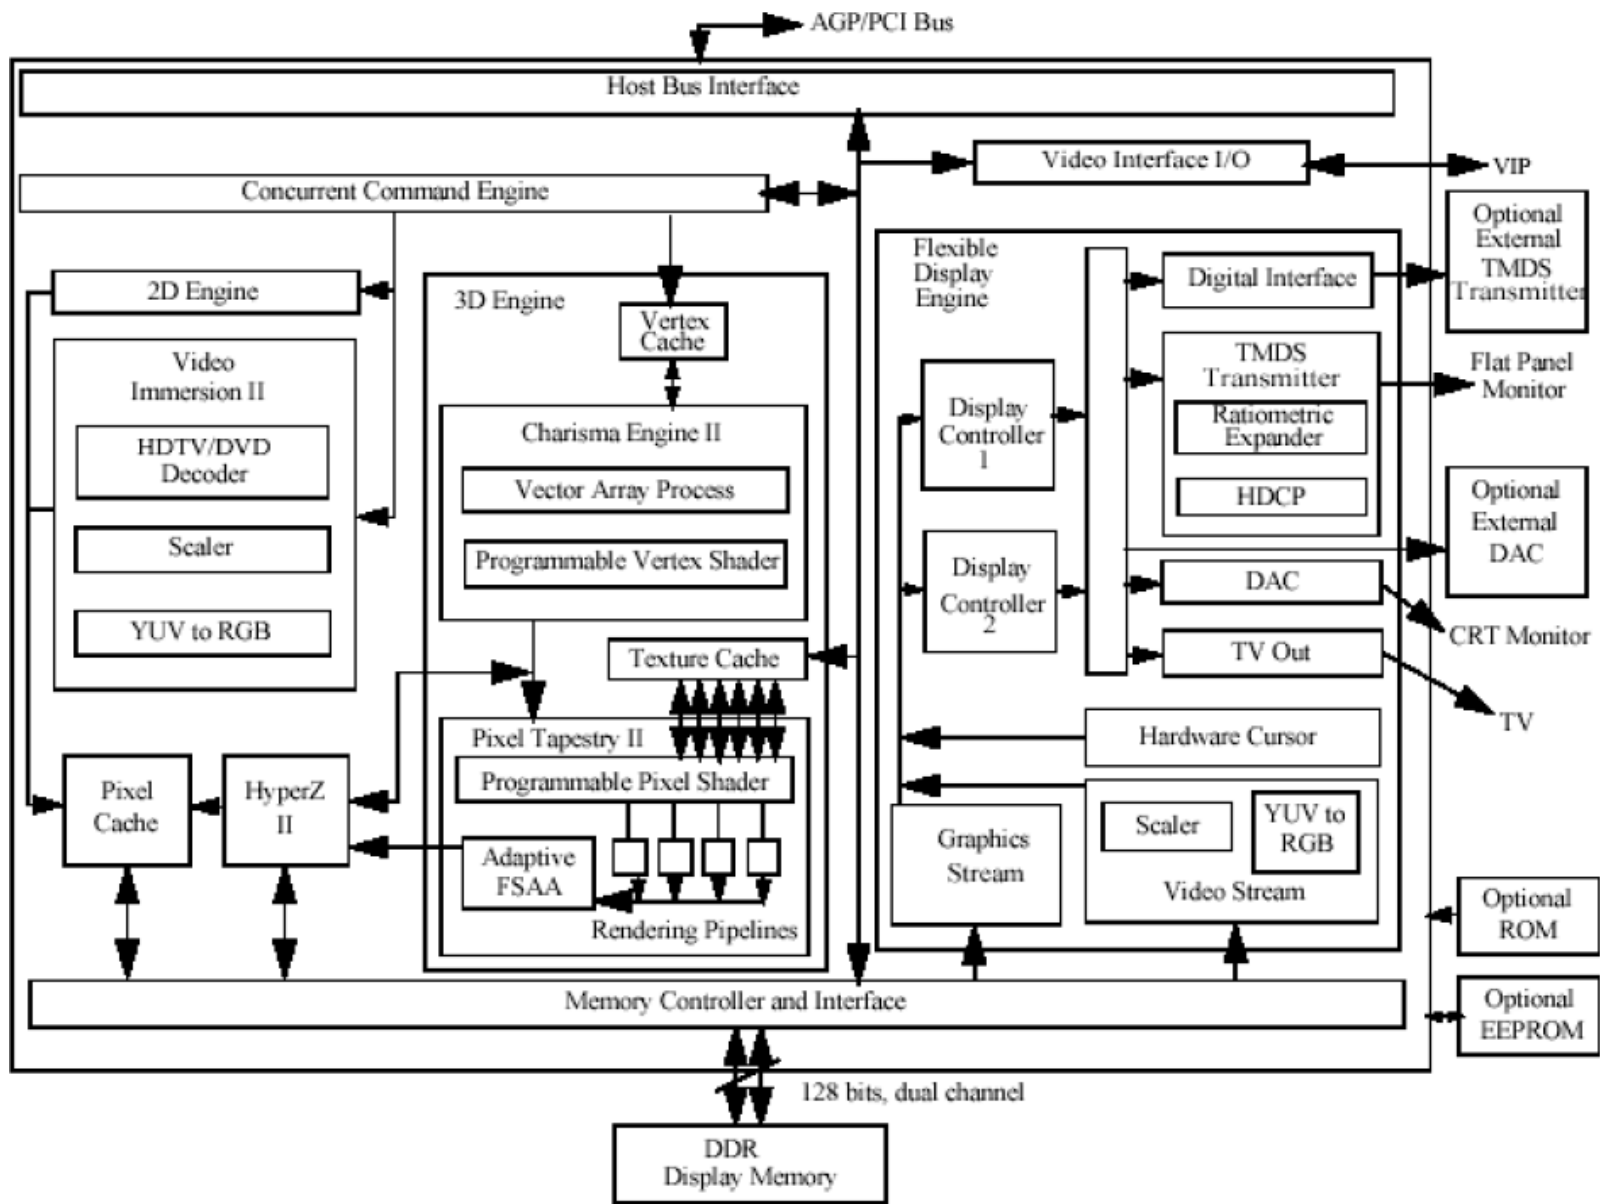 AGP/PCI Bus
Host Bus Interface
Video Interface I/O
VIP
Concurrent Command Engine
Optional
External
TMDS
Transmitter
Flexible
Display
Engine
Digital Interface
2D Engine
3D Engine
Vertex
Cache
Video
Immersion II
HDTV/DVD
Decoder
Scaler
YUV to RGB
Charisma Engine II
Vector Array Process
Programmable Vertex Shader
Display
Controller
1
Display
Controller
2
TMDS
Transmitter
Ratiometric
Expander
HDCP
Flat Panel
Monitor
Optional
External
DAC
DAC
CRT Monitor
TV Out
TV
Texture Cache
Pixel Tapestry II
Programmable Pixel Shader
Hardware Cursor
Pixel
Cache
HyperZ
II
Adaptive
FSAA
Rendering Pipelines
Graphics
Stream
Scaler
YUV to
RGB
Video Stream
Optional
ROM
Memory Controller and Interface
Optional
EEPROM
128 bits, dual channel
DDR
Display Memory